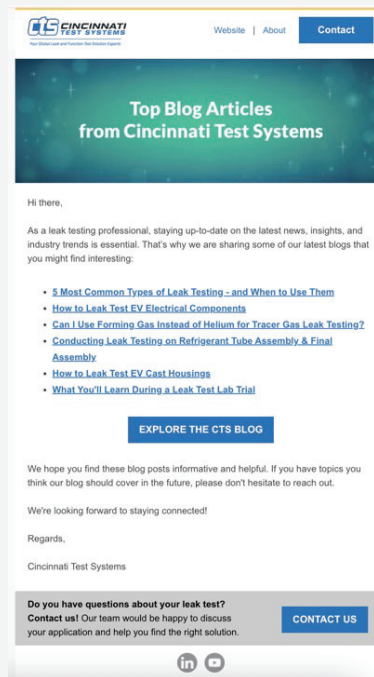 cts CINCINNATI
TEST SYSTEMS
Your Global Leak and Function Test Solution Experts
Website | About
Contact
Top Blog Articles
from Cincinnati Test Systems
Hi there,
As a leak testing professional, staying up-to-date on the latest news, insights, and
industry trends is essential. That's why we are sharing some of our latest blogs that
you might find interesting:
• 5 Most Common Types of Leak Testing - and When to Use Them
• How to Leak Test EV Electrical Components
• Can I Use Forming Gas Instead of Helium for Tracer Gas Leak Testing?
• Conducting Leak Testing on Refrigerant Tube Assembly & Final
Assembly
• How to Leak Test EV Cast Housings
• What You'll Learn During a Leak Test Lab Trial
EXPLORE THE CTS BLOG
We hope you find these blog posts informative and helpful. If you have topics you
think our blog should cover in the future, please don't hesitate to reach out.
We're looking forward to staying connected!
Regards,
Cincinnati Test Systems
Do you have questions about your leak test?
Contact us! Our team would be happy to discuss
your application and help you find the right solution.
CONTACT US
in